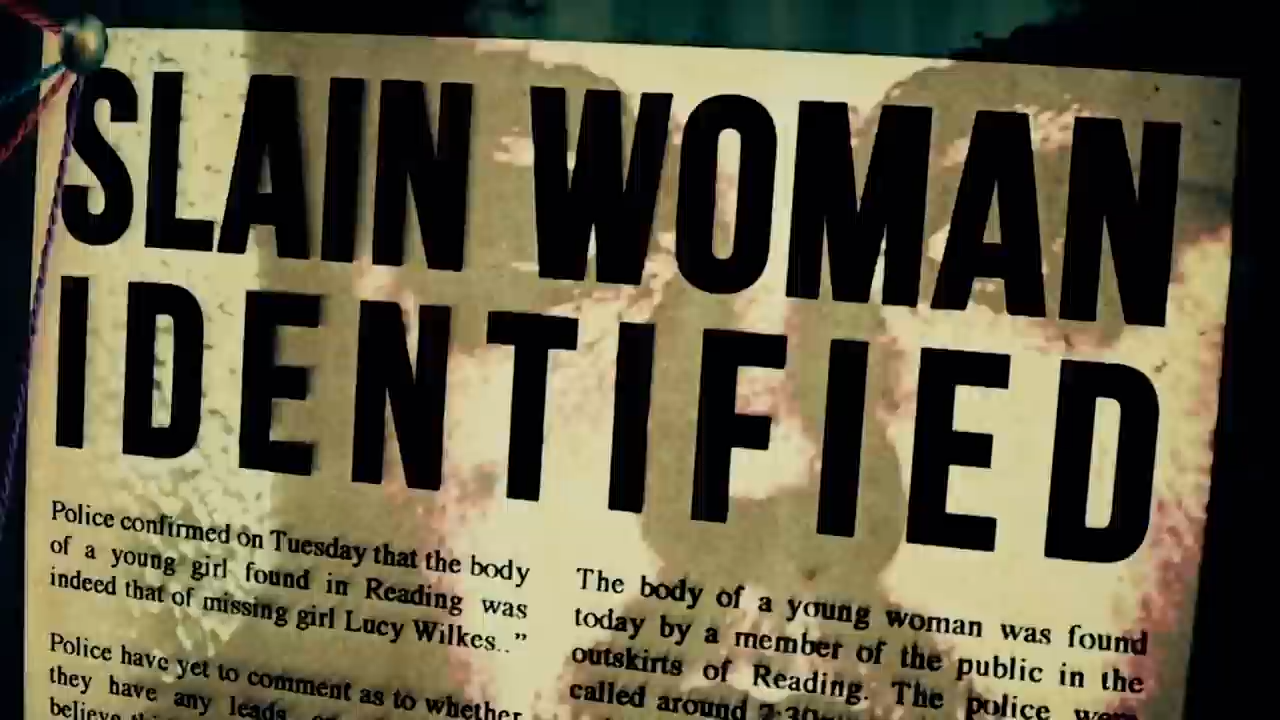 SLAIN WOMAN
IDENTIFIED
Police confirmed on Tuesday that the body
of a young girl found in Reading was
indeed that of missing girl Lucy Wilkes..”
Police have yet to comment as to whether
they have any leads,
believe
The body of a young woman was found
today by a member of the public in the
outskirts of Reading. The police were
called around